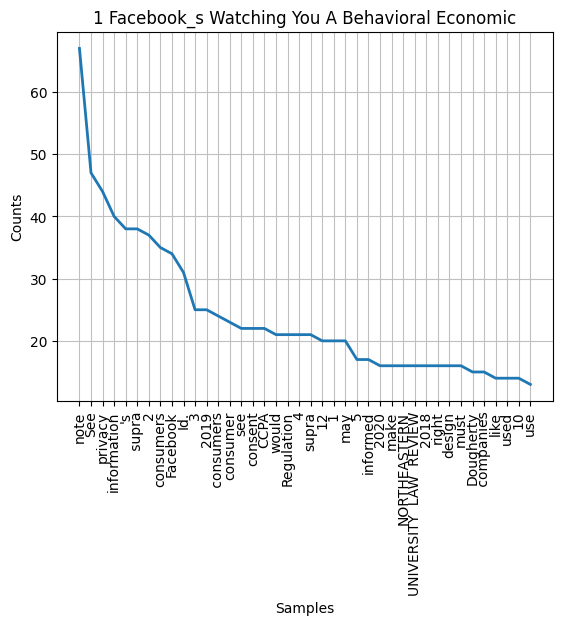 1 Facebook_s Watching You A Behavioral Economic
Counts
60
50
40
30
20
note
See
privacy
information
's
supra
2
consumers
Facebook
Id.
3
2019
consumers
consumer
see
consent
CCPA
would
Regulation
4
supra
12
1
may
5
informed
2020
make
NORTHEASTERN
UNIVERSITY LAW REVIEW
2018
right
design
must
Dougherty
companies
like
used
10
use
Samples